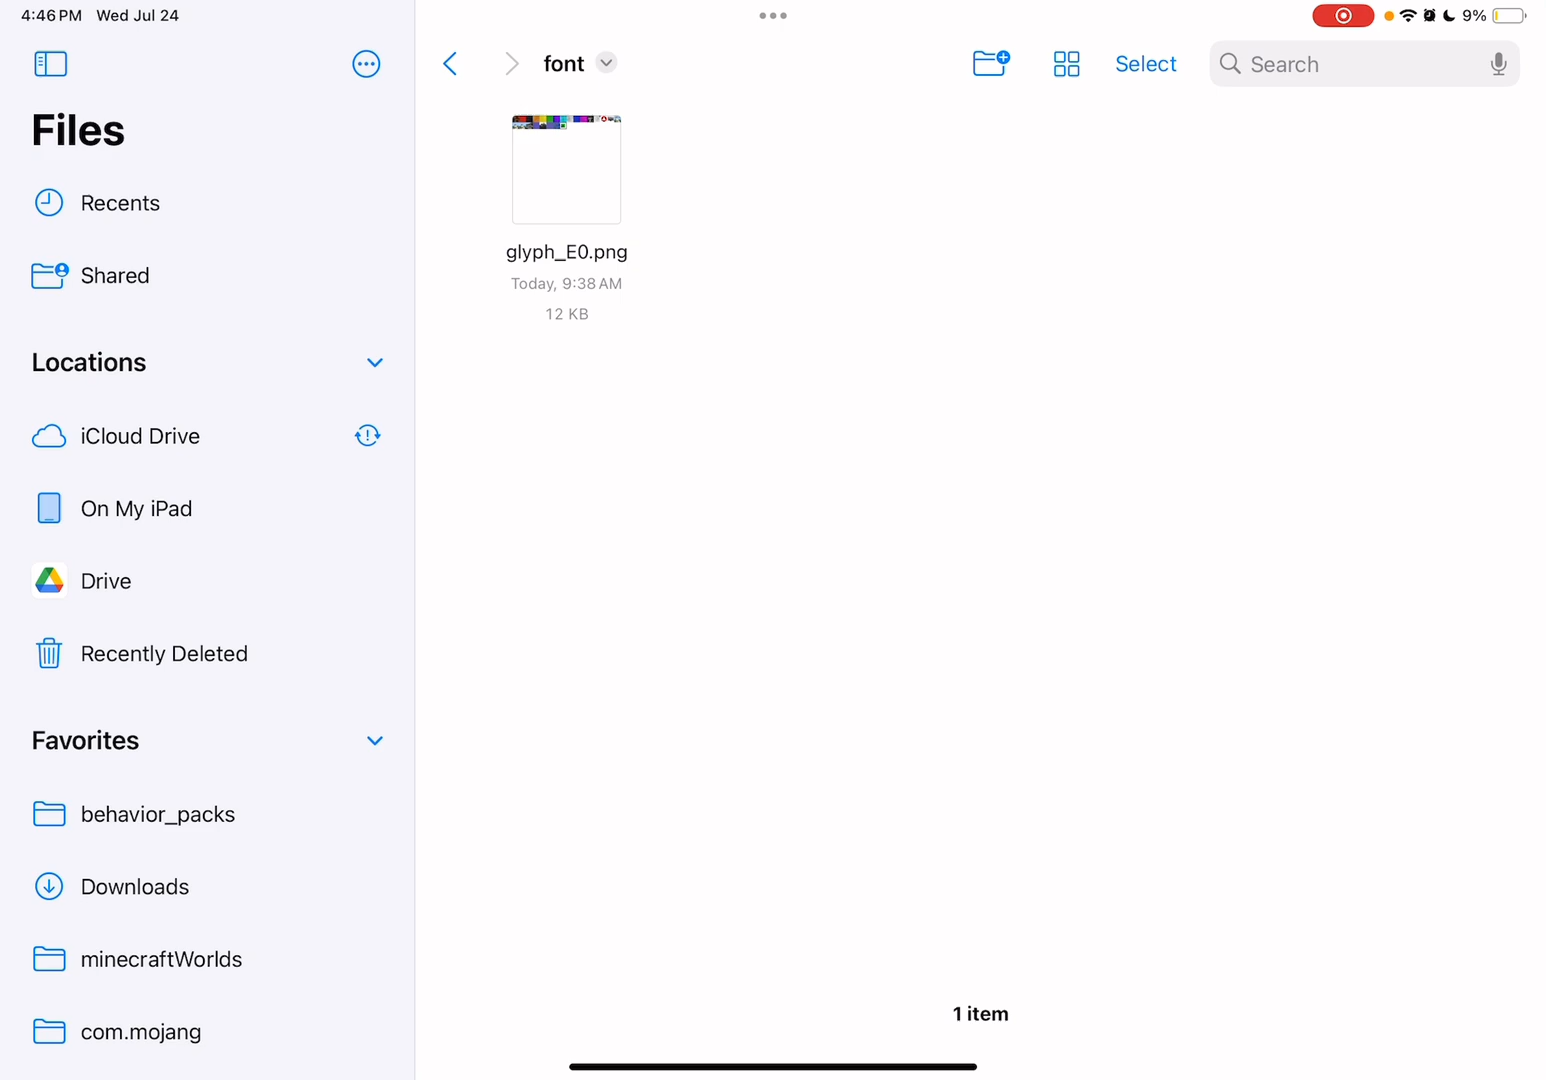 4:46 PM Wed Jul 24
9%
Files
Recents
Shared
Locations
iCloud Drive
On My iPad
Drive
Recently Deleted
Favorites
behavior_packs
Downloads
minecraftWorlds
com.mojang
font
Select
Search
glyph_E0.png
Today, 9:38 AM
12 KB
1 item